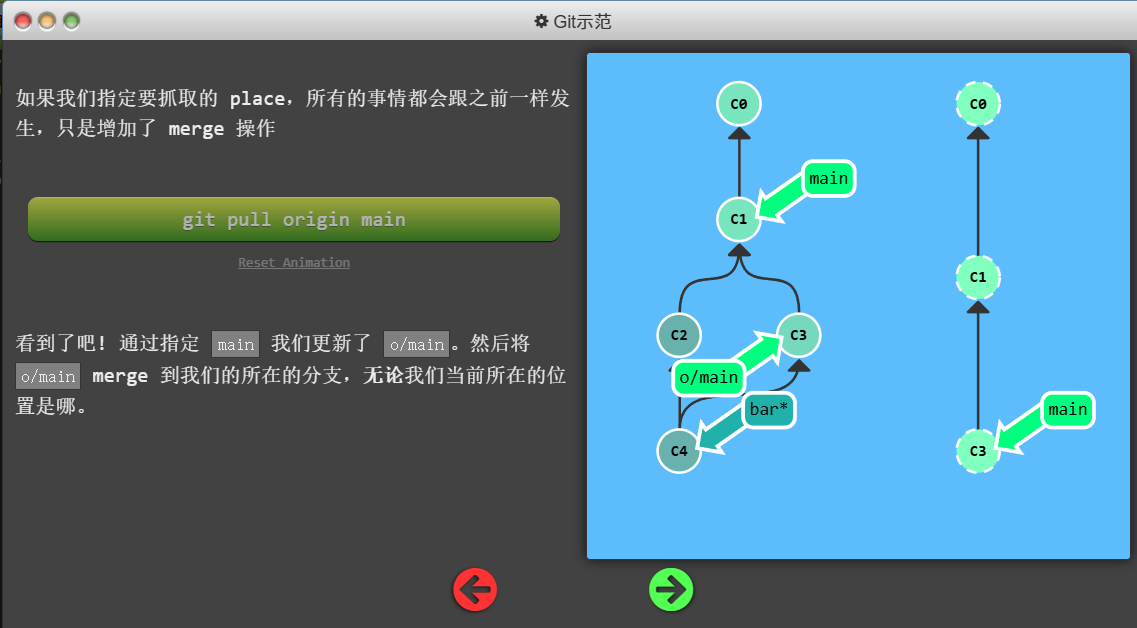 Git示范
如果我们指定要抓取的 place，所有的事情都会跟之前一样发
生，只是增加了 merge 操作
git pull origin main
Reset Animation
看到了吧！通过指定 main 我们更新了 o/main。然后将
o/main merge 到我们的所在的分支，无论我们当前所在的位
置是哪。
C0
C0
main
C1
C1
C2
C3
o/main
bar*
main
C4
C3